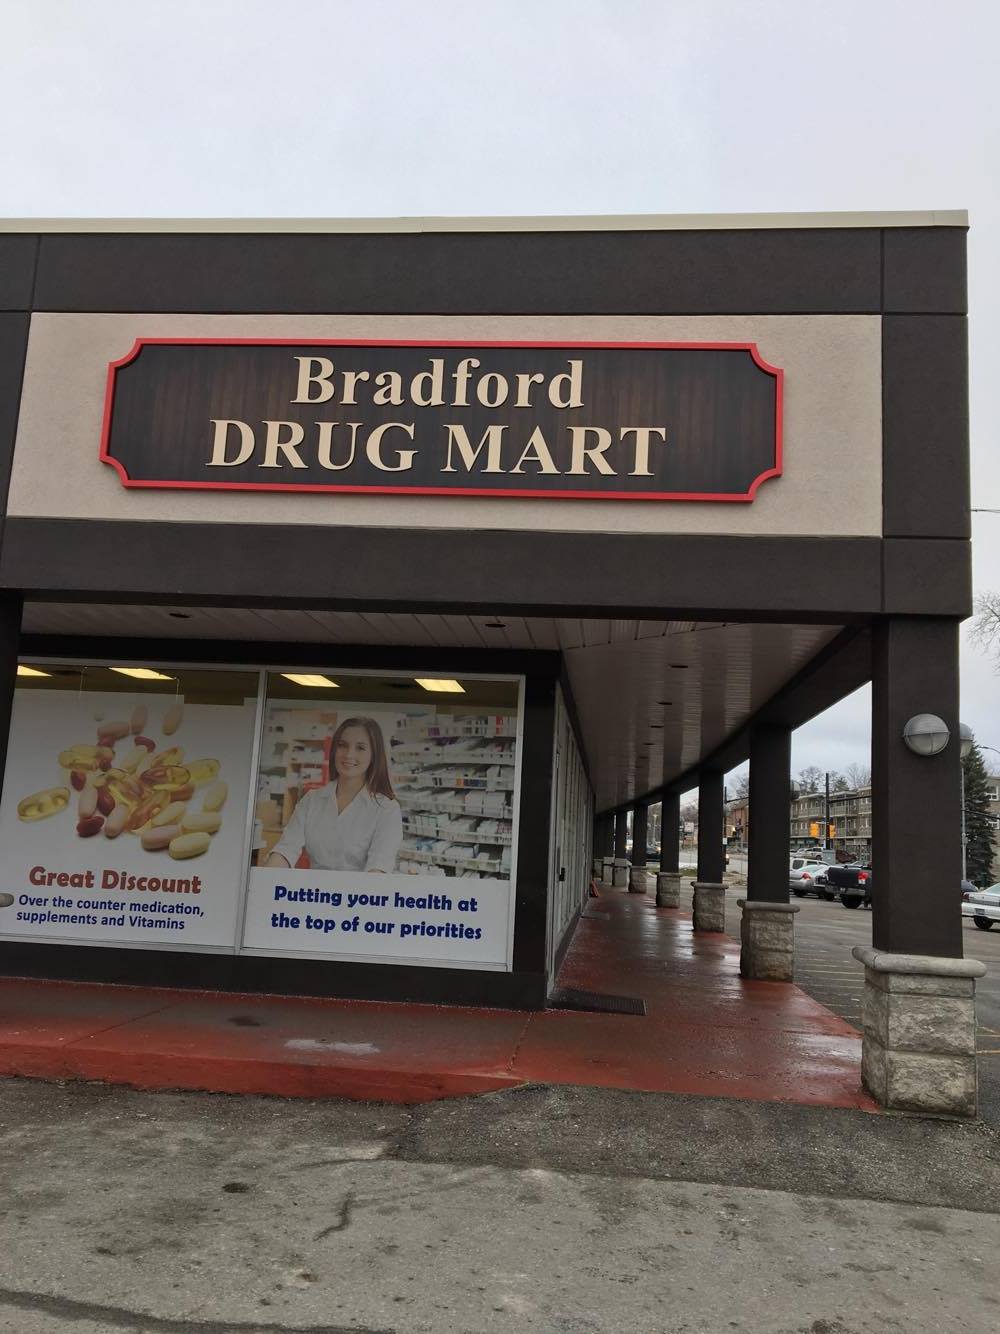 Bradford
DRUG MART
Great Discount
Over the counter medication,
supplements and Vitamins
Putting your health at
the top of our priorities